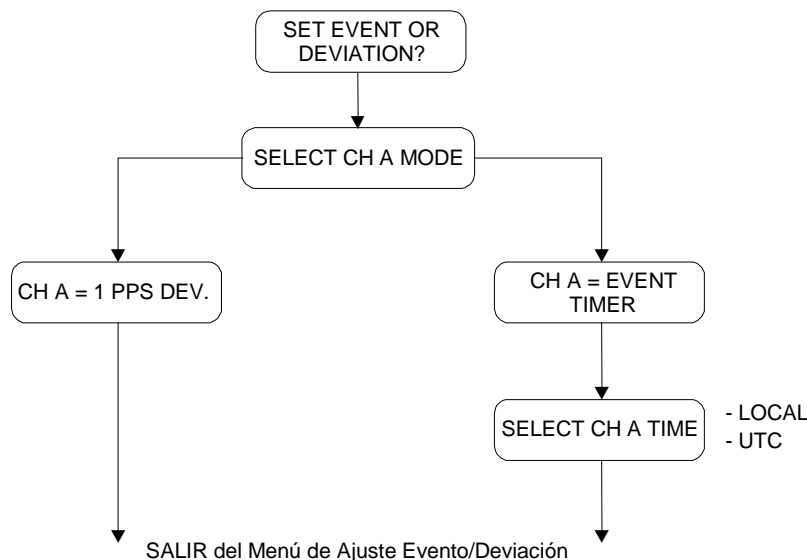 SET EVENT OR
DEVIATION?
SELECT CH A MODE
CH A = 1 PPS DEV.
CH A = EVENT
TIMER
SELECT CH A TIME
- LOCAL
- UTC
SALIR del Menú de Ajuste Evento/Deviación